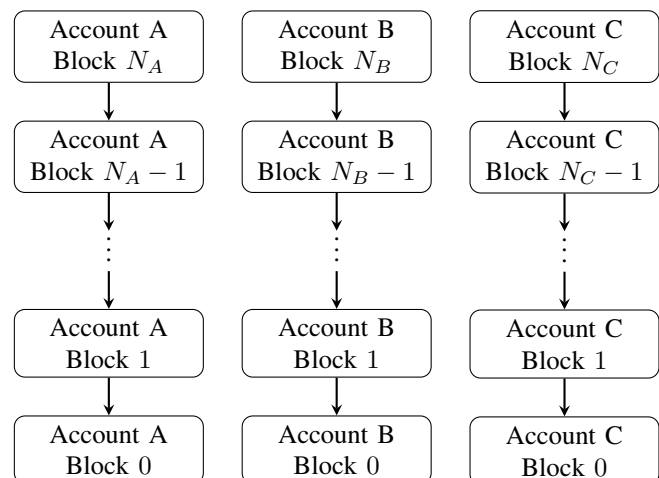 Account A
Block N_A
Account B
Block N_B
Account C
Block N_C
Account A
Block N_A − 1
Account B
Block N_B − 1
Account C
Block N_C − 1
⋮
⋮
⋮
Account A
Block 1
Account B
Block 1
Account C
Block 1
Account A
Block 0
Account B
Block 0
Account C
Block 0